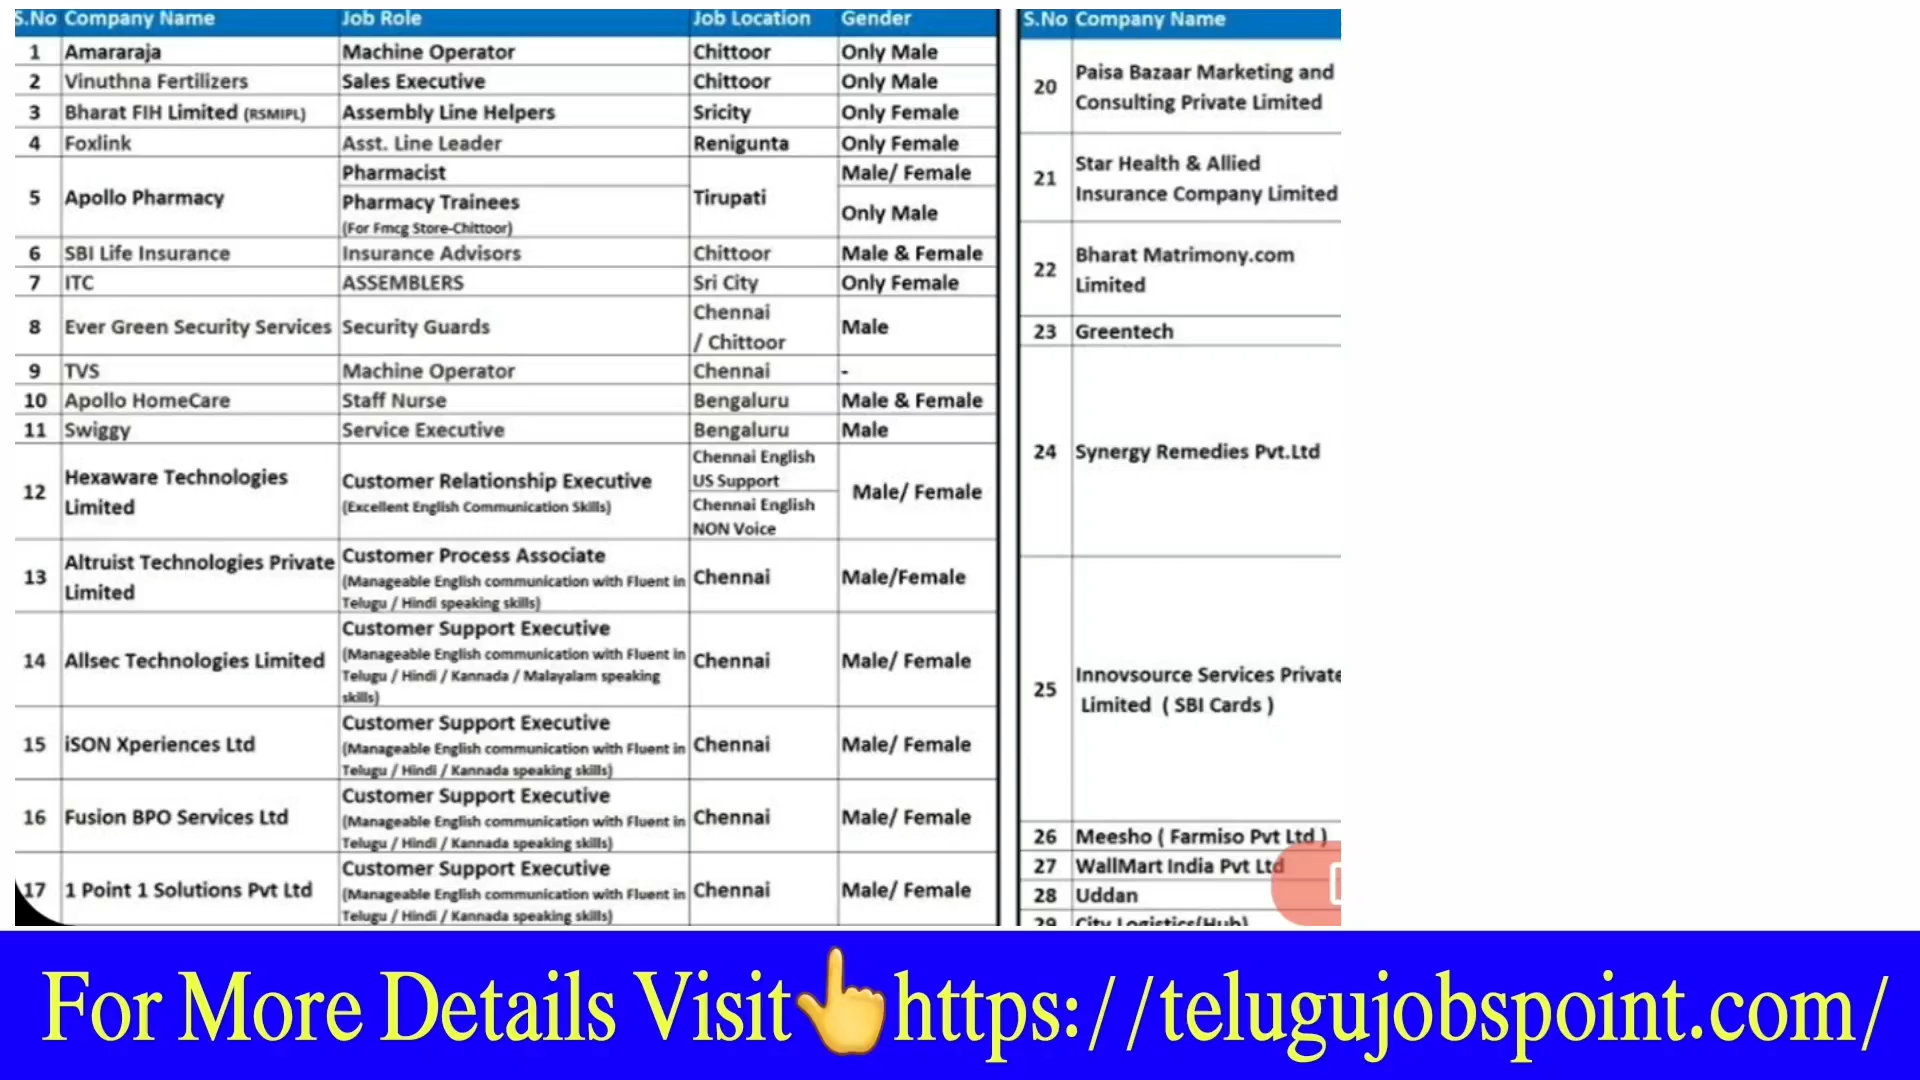 S.No Company Name Job Role Job Location Gender
1 Amararaja Machine Operator Chittoor Only Male
2 Vinuthna Fertilizers Sales Executive Chittoor Only Male
3 Bharat FIH Limited (RSMIPL) Assembly Line Helpers Sricity Only Female
4 Foxlink Asst. Line Leader Renigunta Only Female
5 Apollo Pharmacy Pharmacist Tirupati Male/ Female
Pharmacy Trainees Only Male
(For Fmcg Store-Chittoor)
6 SBI Life Insurance Insurance Advisors Chittoor Male & Female
7 ITC ASSEMBLERS Sri City Only Female
8 Ever Green Security Services Security Guards Chennai Male
/ Chittoor
9 TVS Machine Operator Chennai -
10 Apollo HomeCare Staff Nurse Bengaluru Male & Female
11 Swiggy Service Executive Bengaluru Male
12 Hexaware Technologies
Limited
Customer Relationship Executive
(Excellent English Communication Skills)
Chennai English
US Support
Chennai English
NON Voice
Male/ Female
13 Altruist Technologies Private
Limited
Customer Process Associate
(Manageable English communication with Fluent in
Telugu / Hindi speaking skills)
Chennai Male/Female
14 Allsec Technologies Limited
Customer Support Executive
(Manageable English communication with Fluent in
Telugu / Hindi / Kannada / Malayalam speaking
skills)
Chennai Male/ Female
15 iSON Xperiences Ltd
Customer Support Executive
(Manageable English communication with Fluent in
Telugu / Hindi / Kannada speaking skills)
Chennai Male/ Female
16 Fusion BPO Services Ltd
Customer Support Executive
(Manageable English communication with Fluent in
Telugu / Hindi / Kannada speaking skills)
Chennai Male/ Female
17 1 Point 1 Solutions Pvt Ltd
Customer Support Executive
(Manageable English communication with Fluent in
Telugu / Hindi / Kannada speaking skills)
Chennai Male/ Female
S.No Company Name
20 Paisa Bazaar Marketing and
Consulting Private Limited
21 Star Health & Allied
Insurance Company Limited
22 Bharat Matrimony.com
Limited
23 Greentech
24 Synergy Remedies Pvt.Ltd
25 Innovsource Services Private
Limited ( SBI Cards )
26 Meesho ( Farmiso Pvt Ltd )
27 WallMart India Pvt Ltd
28 Uddan
29 City Logistics(Hub)
For More Details Visit👆https://telugujobspoint.com/